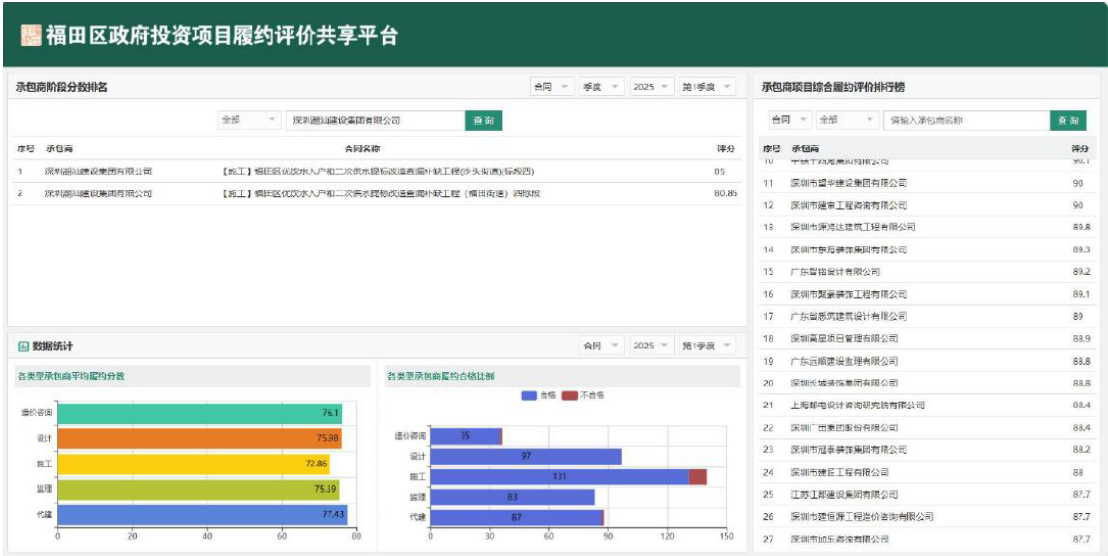 福田区政府投资项目履约评价共享平台
承包商阶段分数排名
合同 季度 2025 第1季度
全部 深圳潮汕建设集团有限公司 查询
序号 承包商 合同名称 评分
1 深圳潮汕建设集团有限公司 【施工】福田区优饮水入户和二次供水提标改造查漏补缺工程(沙头街道)标段四) 85
2 深圳潮汕建设集团有限公司 【施工】福田区优饮水入户和二次供水提标改造查漏补缺工程（福田街道）四标段 80.85
数据统计
合同 2025 第1季度
各类型承包商平均履约分数
造价咨询 76.1
设计 75.98
施工 72.86
监理 75.39
代建 77.43
0 20 40 60 80
各类型承包商履约合格比例
合格 不合格
造价咨询 35
设计 97
施工 131
监理 83
代建 87
0 30 60 90 120 150
承包商项目综合履约评价排行榜
合同 全部 请输入承包商名称 查询
序号 承包商 评分
11 深圳市望华建设集团有限公司 90
12 深圳市建审工程咨询有限公司 90
13 深圳市源鸿达建筑工程有限公司 89.8
14 深圳市东海装饰集团有限公司 89.3
15 广东智铭设计有限公司 89.2
16 深圳市聚豪装饰工程有限公司 89.1
17 建筑设计有限公司 89
18 深圳高星项目管理有限公司 88.9
19 广东远顺建设监理有限公司 88.8
20 深圳长城装饰集团有限公司 88.8
21 上海邮电设计咨询研究院有限公司 88.4
22 深圳广田集团股份有限公司 88.4
23 深圳市冠泰装饰集团有限公司 88.2
24 深圳市建匠工程有限公司 88
25 江苏江都建设集团有限公司 87.7
26 深圳市建恒源工程造价咨询有限公司 87.7
27 深圳市加乐咨询有限公司 87.7